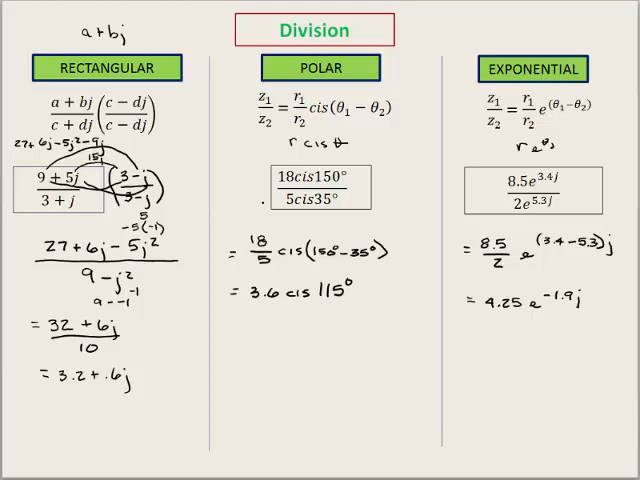 a + bj
Division
RECTANGULAR
a + bj / c + dj (c − dj / c − dj)
27 + 6j − 5j² − 9j
15j
9 + 5j / 3 + j (3 − j / 3 − j)
5
−5(−1)
27 + 6j − 5j² / 9 − j²
−1
9 − −1
= 32 + 6j / 10
= 3.2 + .6j
POLAR
z₁/z₂ = r₁/r₂ cis(θ₁ − θ₂)
r cis θ
18cis150° / 5cis35°
= 18/5 cis(150° − 35°)
= 3.6 cis 115°
EXPONENTIAL
z₁/z₂ = r₁/r₂ e^(θ₁−θ₂)
r e^θj
8.5e^3.4j / 2e^5.3j
= 8.5/2 e^(3.4 − 5.3)j
= 4.25 e^−1.9j